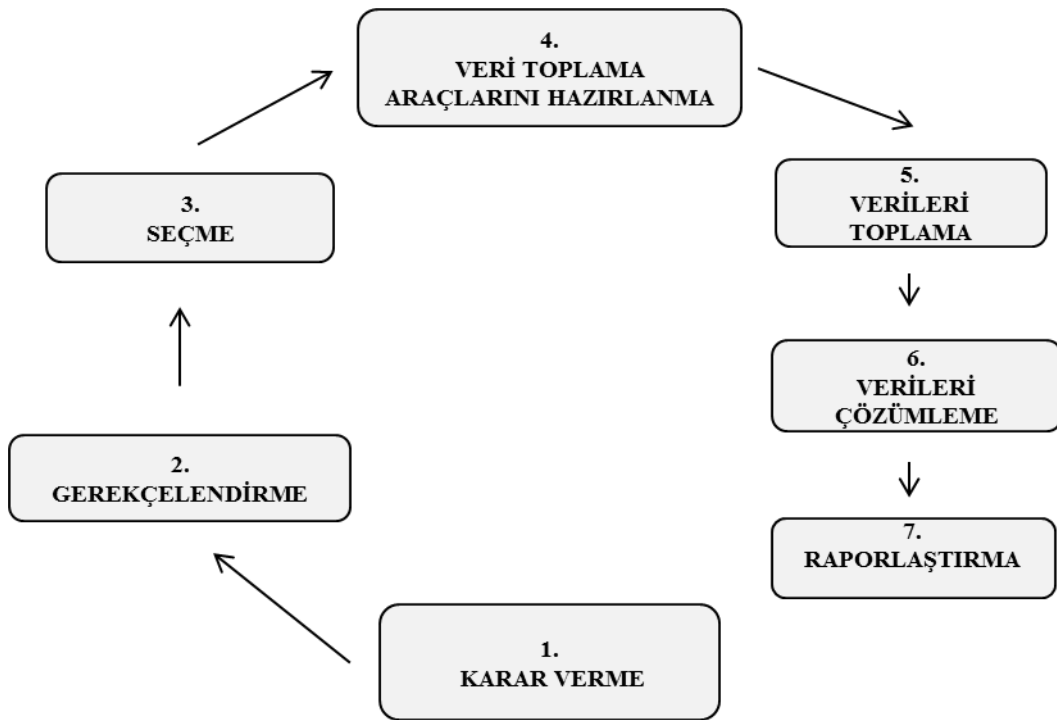 4.
VERİ TOPLAMA
ARAÇLARINI HAZIRLANMA
3.
SEÇME
5.
VERİLERİ
TOPLAMA
6.
VERİLERİ
ÇÖZÜMLEME
2.
GEREKÇELENDİRME
7.
RAPORLAŞTIRMA
1.
KARAR VERME